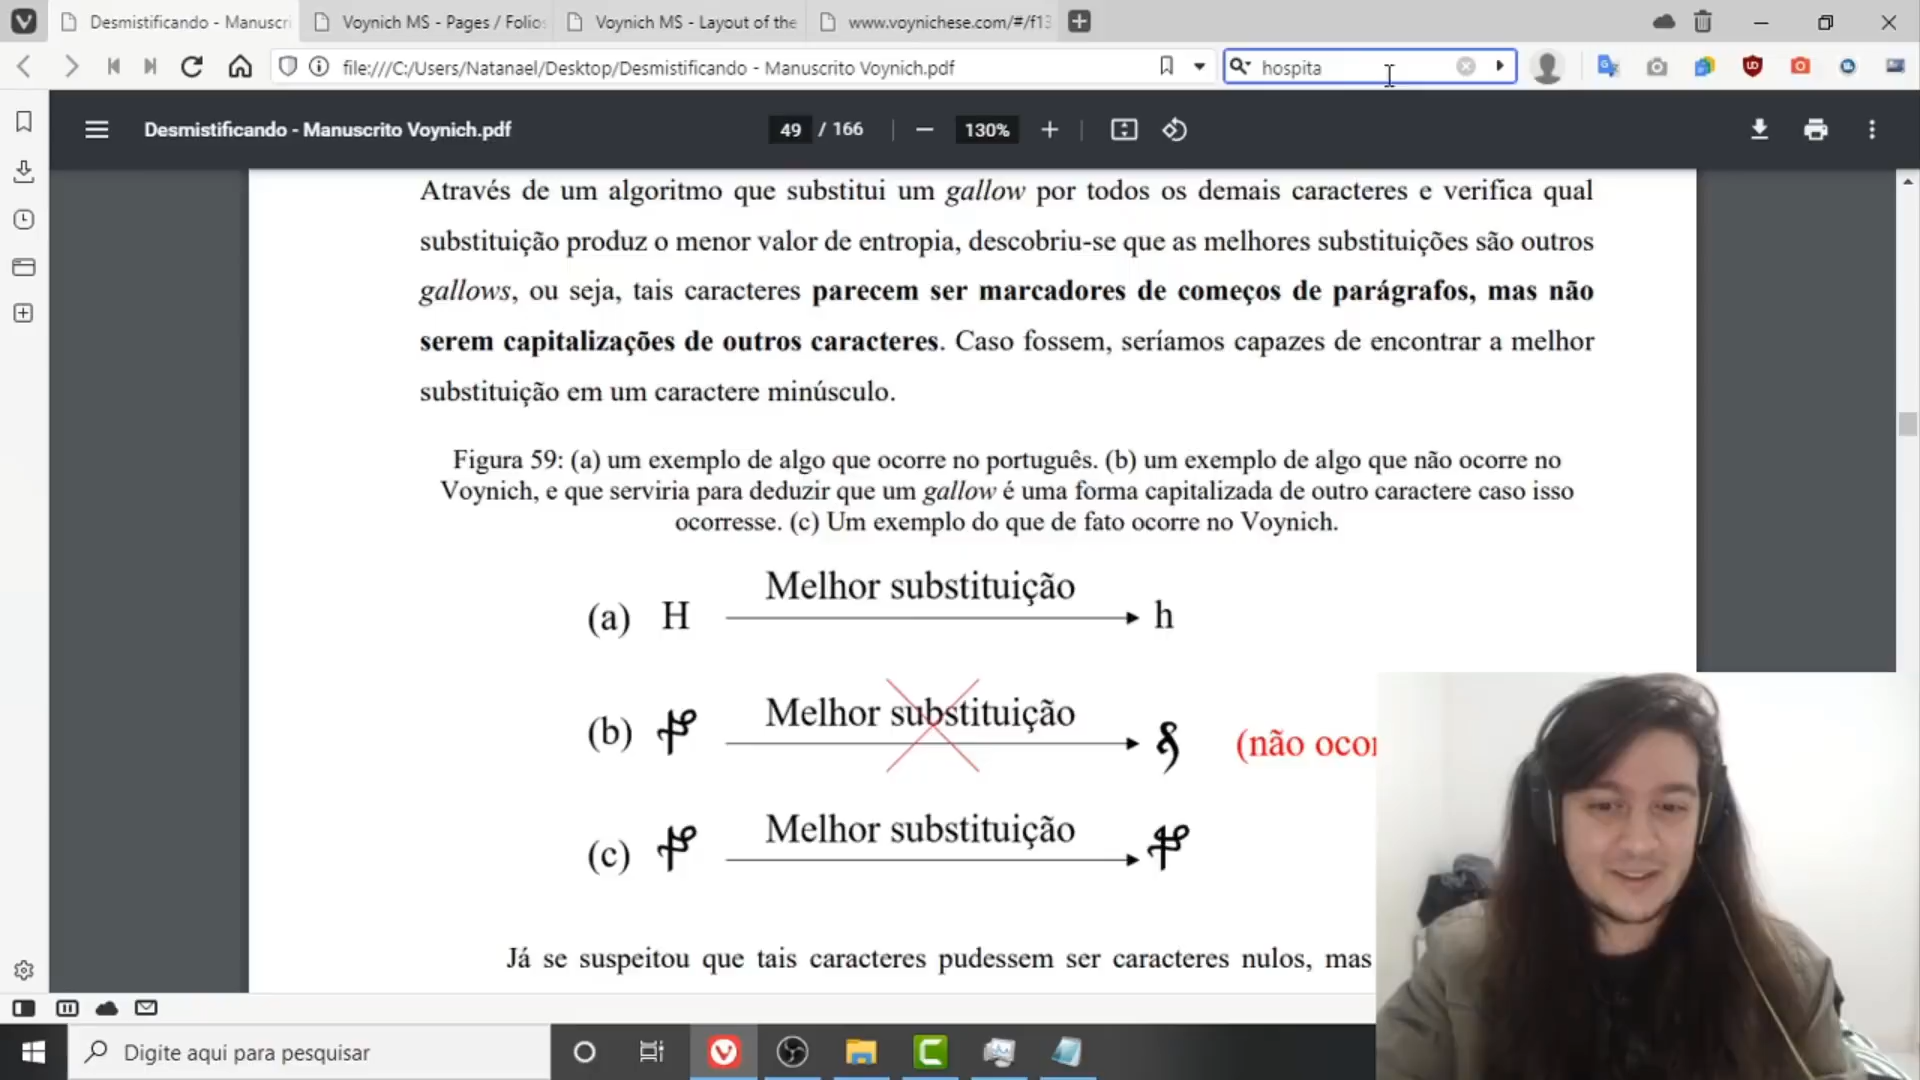 Desmistificando - Manuscri
Voynich MS - Pages / Folios
Voynich MS - Layout of the
www.voynichese.com/#/f13
file:///C:/Users/Natanael/Desktop/Desmistificando - Manuscrito Voynich.pdf
hospita
Desmistificando - Manuscrito Voynich.pdf
49 / 166
130%
Através de um algoritmo que substitui um gallow por todos os demais caracteres e verifica qual
substituição produz o menor valor de entropia, descobriu-se que as melhores substituições são outros
gallows, ou seja, tais caracteres parecem ser marcadores de começos de parágrafos, mas não
serem capitalizações de outros caracteres. Caso fossem, seríamos capazes de encontrar a melhor
substituição em um caractere minúsculo.
Figura 59: (a) um exemplo de algo que ocorre no português. (b) um exemplo de algo que não ocorre no
Voynich, e que serviria para deduzir que um gallow é uma forma capitalizada de outro caractere caso isso
ocorresse. (c) Um exemplo do que de fato ocorre no Voynich.
Melhor substituição
(a) H h
Melhor substituição
(b) (não ocor
Melhor substituição
(c)
Já se suspeitou que tais caracteres pudessem ser caracteres nulos, mas
Digite aqui para pesquisar